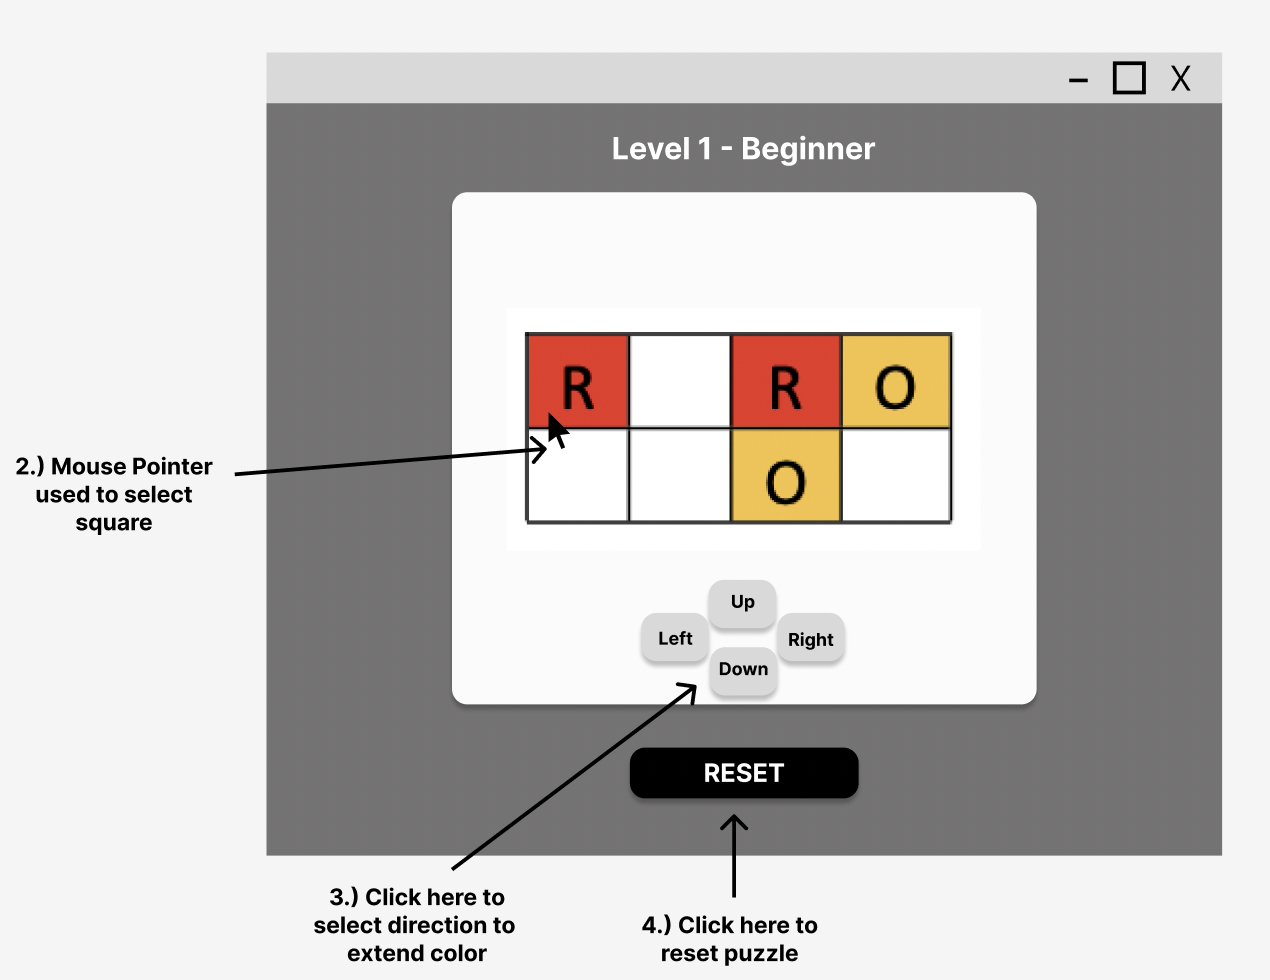 X
Level 1 - Beginner
R
R
O
O
2.) Mouse Pointer
used to select
square
Up
Left
Right
Down
RESET
3.) Click here to
select direction to
extend color
4.) Click here to
reset puzzle